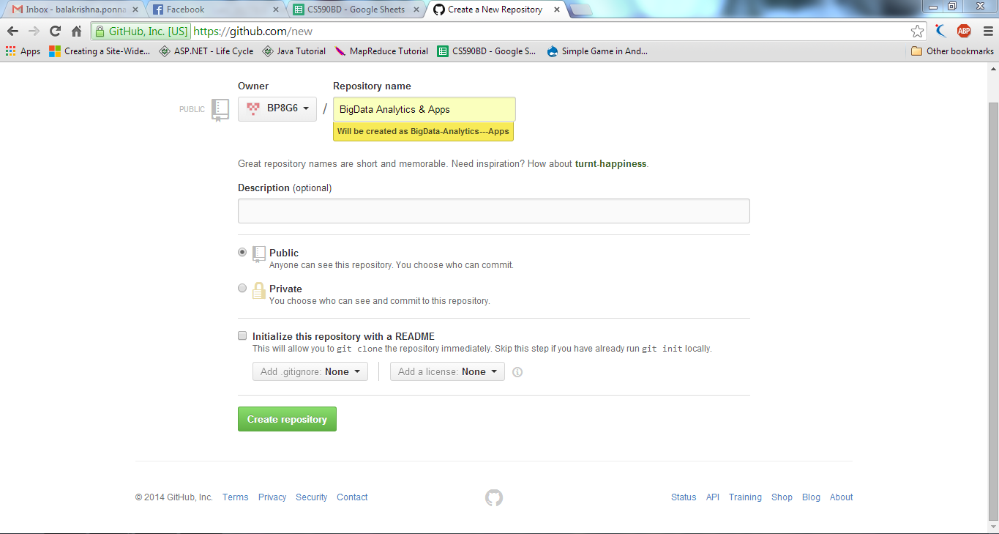 Inbox - balakrishna.ponna
Facebook
CS590BD - Google Sheets
Create a New Repository
GitHub, Inc. [US] https://github.com/new
ABP
Apps
Creating a Site-Wide...
ASP.NET - Life Cycle
Java Tutorial
MapReduce Tutorial
CS590BD - Google S...
Simple Game in And...
Other bookmarks
Owner
Repository name
PUBLIC
BP8G6
/
BigData Analytics & Apps
Will be created as BigData-Analytics---Apps
Great repository names are short and memorable. Need inspiration? How about turnt-happiness.
Description (optional)
Public
Anyone can see this repository. You choose who can commit.
Private
You choose who can see and commit to this repository.
Initialize this repository with a README
This will allow you to git clone the repository immediately. Skip this step if you have already run git init locally.
Add .gitignore: None
Add a license: None
Create repository
© 2014 GitHub, Inc. Terms Privacy Security Contact
Status API Training Shop Blog About